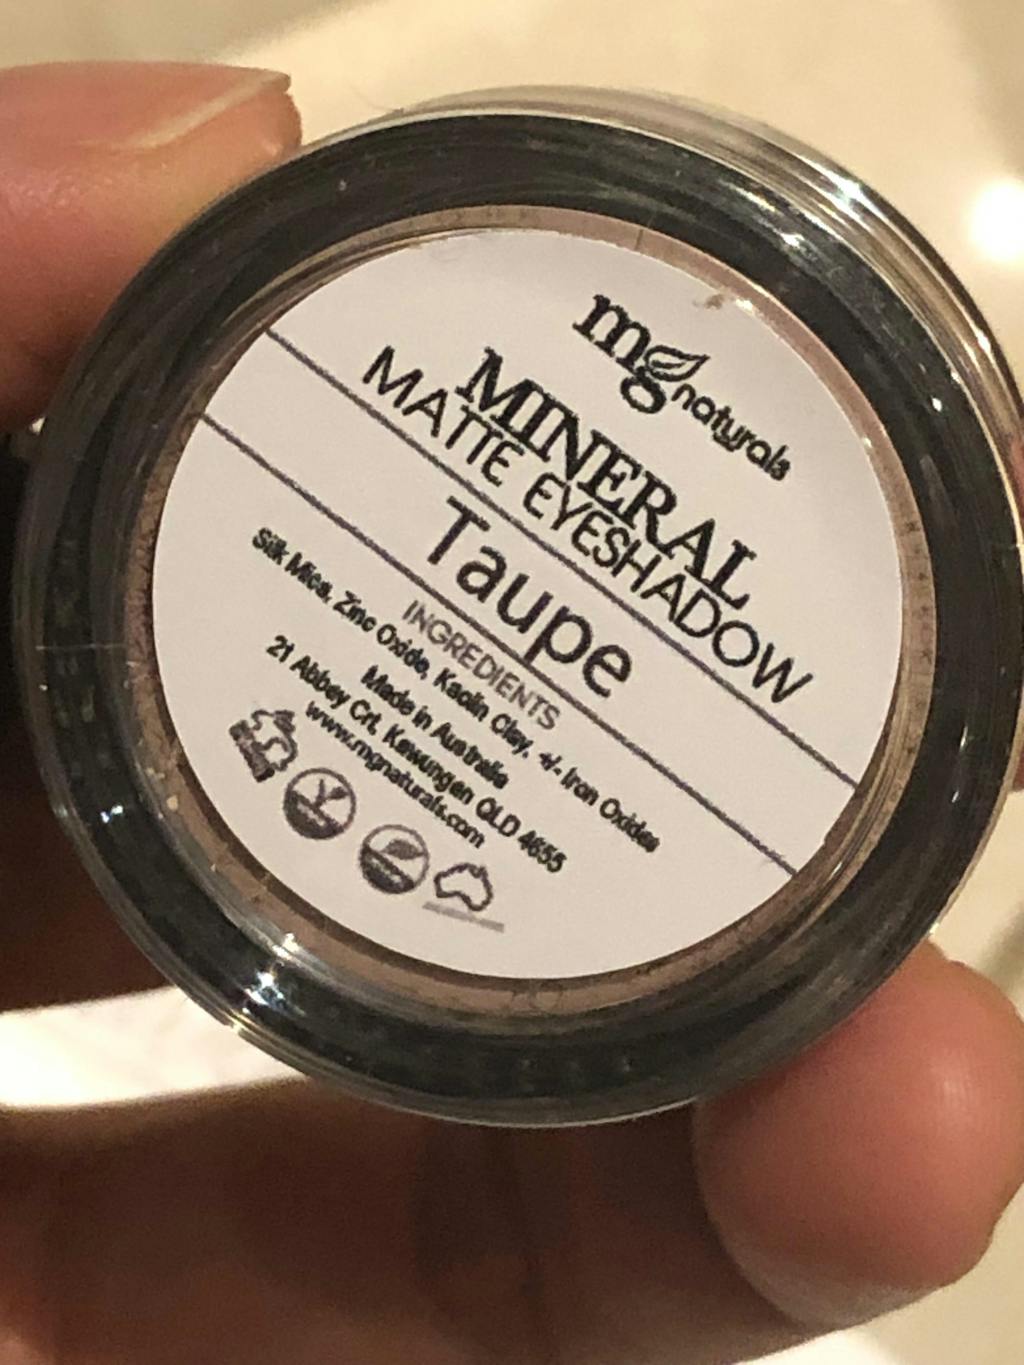 mg naturals
MINERAL
MATTE EYESHADOW
Taupe
INGREDIENTS
Silk Mica, Zinc Oxide, Kaolin Clay. +/- Iron Oxides
Made in Australia
21 Abbey Crt, Kawungan QLD 4655
www.mgnaturals.com